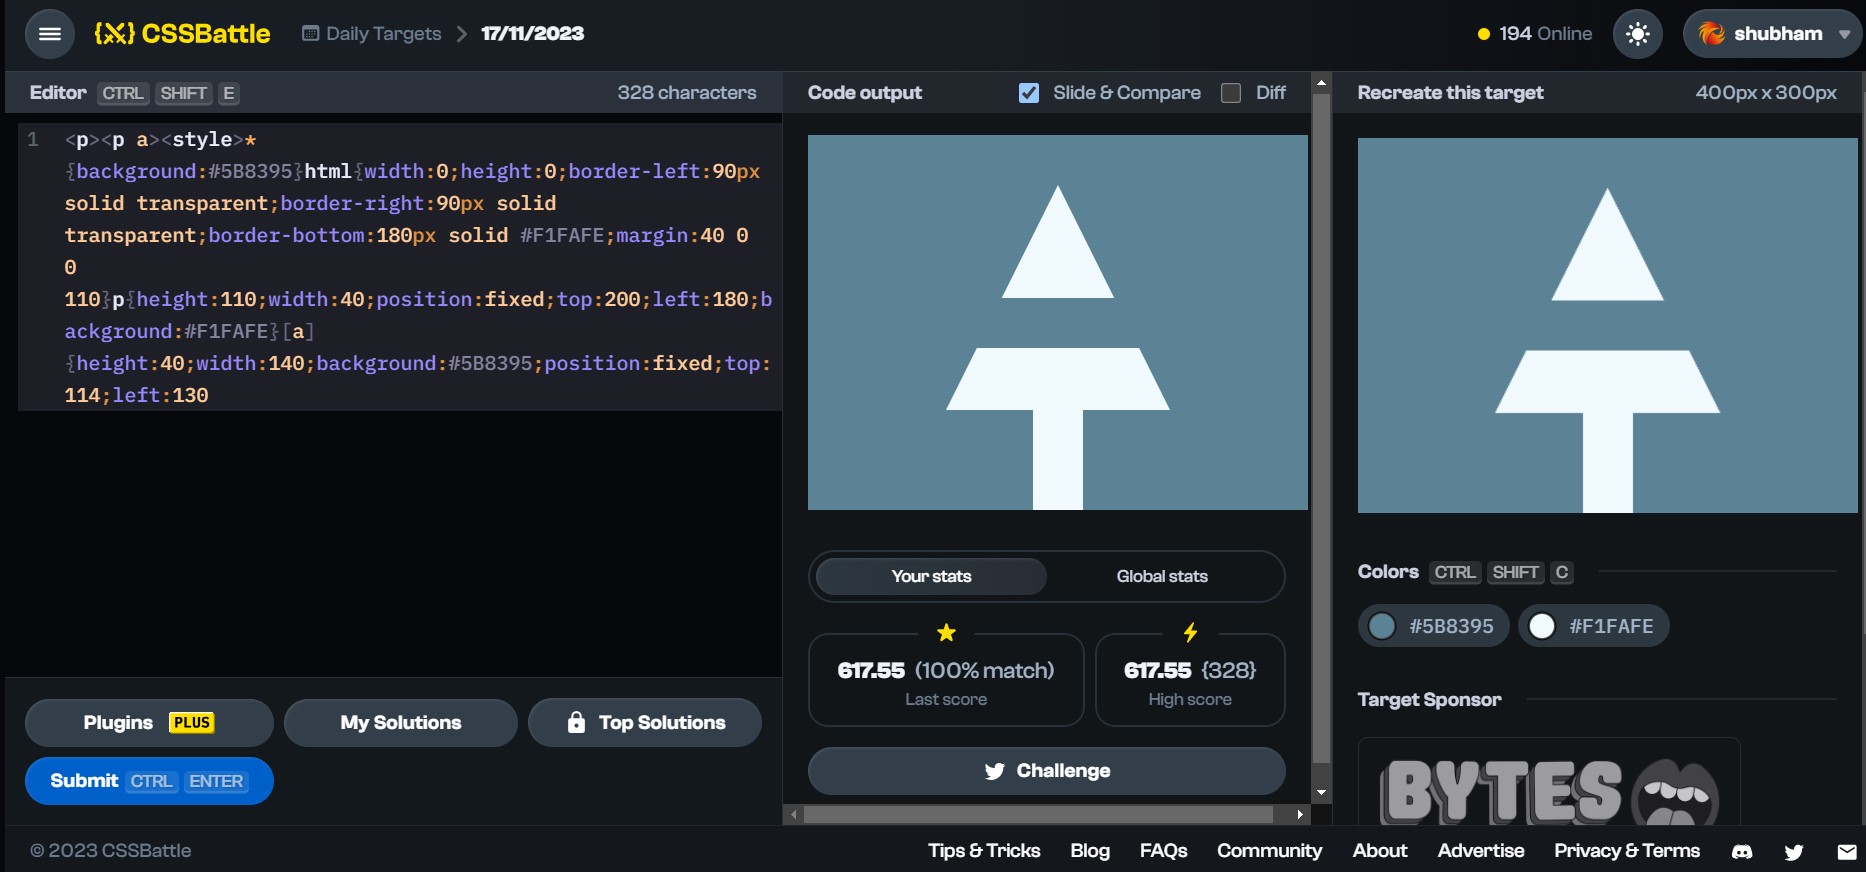 CSSBattle
Daily Targets
17/11/2023
194 Online
shubham
Editor CTRL SHIFT E
328 characters
1 <p><p a><style>*
{background:#5B8395}html{width:0;height:0;border-left:90px
solid transparent;border-right:90px solid
transparent;border-bottom:180px solid #F1FAFE;margin:40 0
0
110}p{height:110;width:40;position:fixed;top:200;left:180;b
ackground:#F1FAFE}[a]
{height:40;width:140;background:#5B8395;position:fixed;top:
114;left:130
Plugins PLUS
My Solutions
Top Solutions
Submit CTRL ENTER
Code output
Slide & Compare
Diff
Your stats
Global stats
617.55 (100% match)
Last score
617.55 {328}
High score
Challenge
Recreate this target
400px x 300px
Colors CTRL SHIFT C
#5B8395
#F1FAFE
Target Sponsor
BYTES
© 2023 CSSBattle
Tips & Tricks
Blog
FAQs
Community
About
Advertise
Privacy & Terms